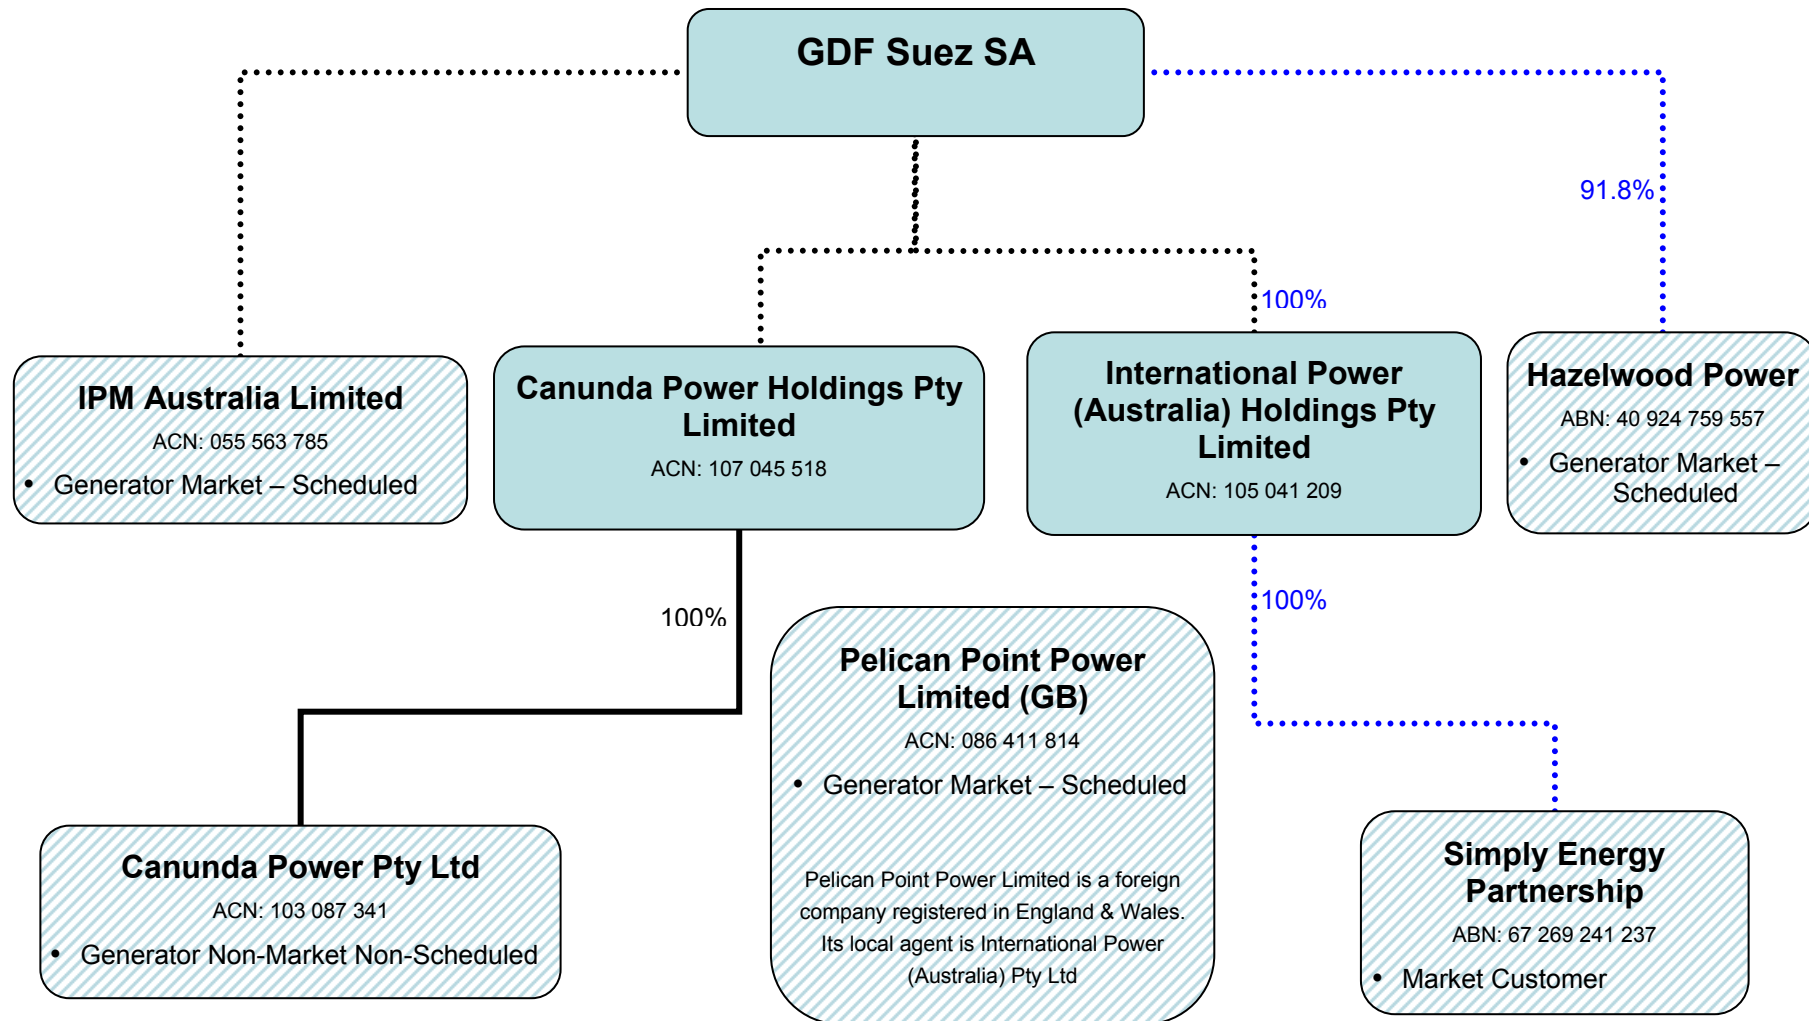 GDF Suez SA
91.8%
100%
IPM Australia Limited
ACN: 055 563 785
• Generator Market – Scheduled
Canunda Power Holdings Pty
Limited
ACN: 107 045 518
International Power
(Australia) Holdings Pty
Limited
ACN: 105 041 209
Hazelwood Power
ABN: 40 924 759 557
• Generator Market –
Scheduled
100%
100%
Pelican Point Power
Limited (GB)
ACN: 086 411 814
• Generator Market – Scheduled
Pelican Point Power Limited is a foreign
company registered in England & Wales.
Its local agent is International Power
(Australia) Pty Ltd
Canunda Power Pty Ltd
ACN: 103 087 341
• Generator Non-Market Non-Scheduled
Simply Energy
Partnership
ABN: 67 269 241 237
• Market Customer